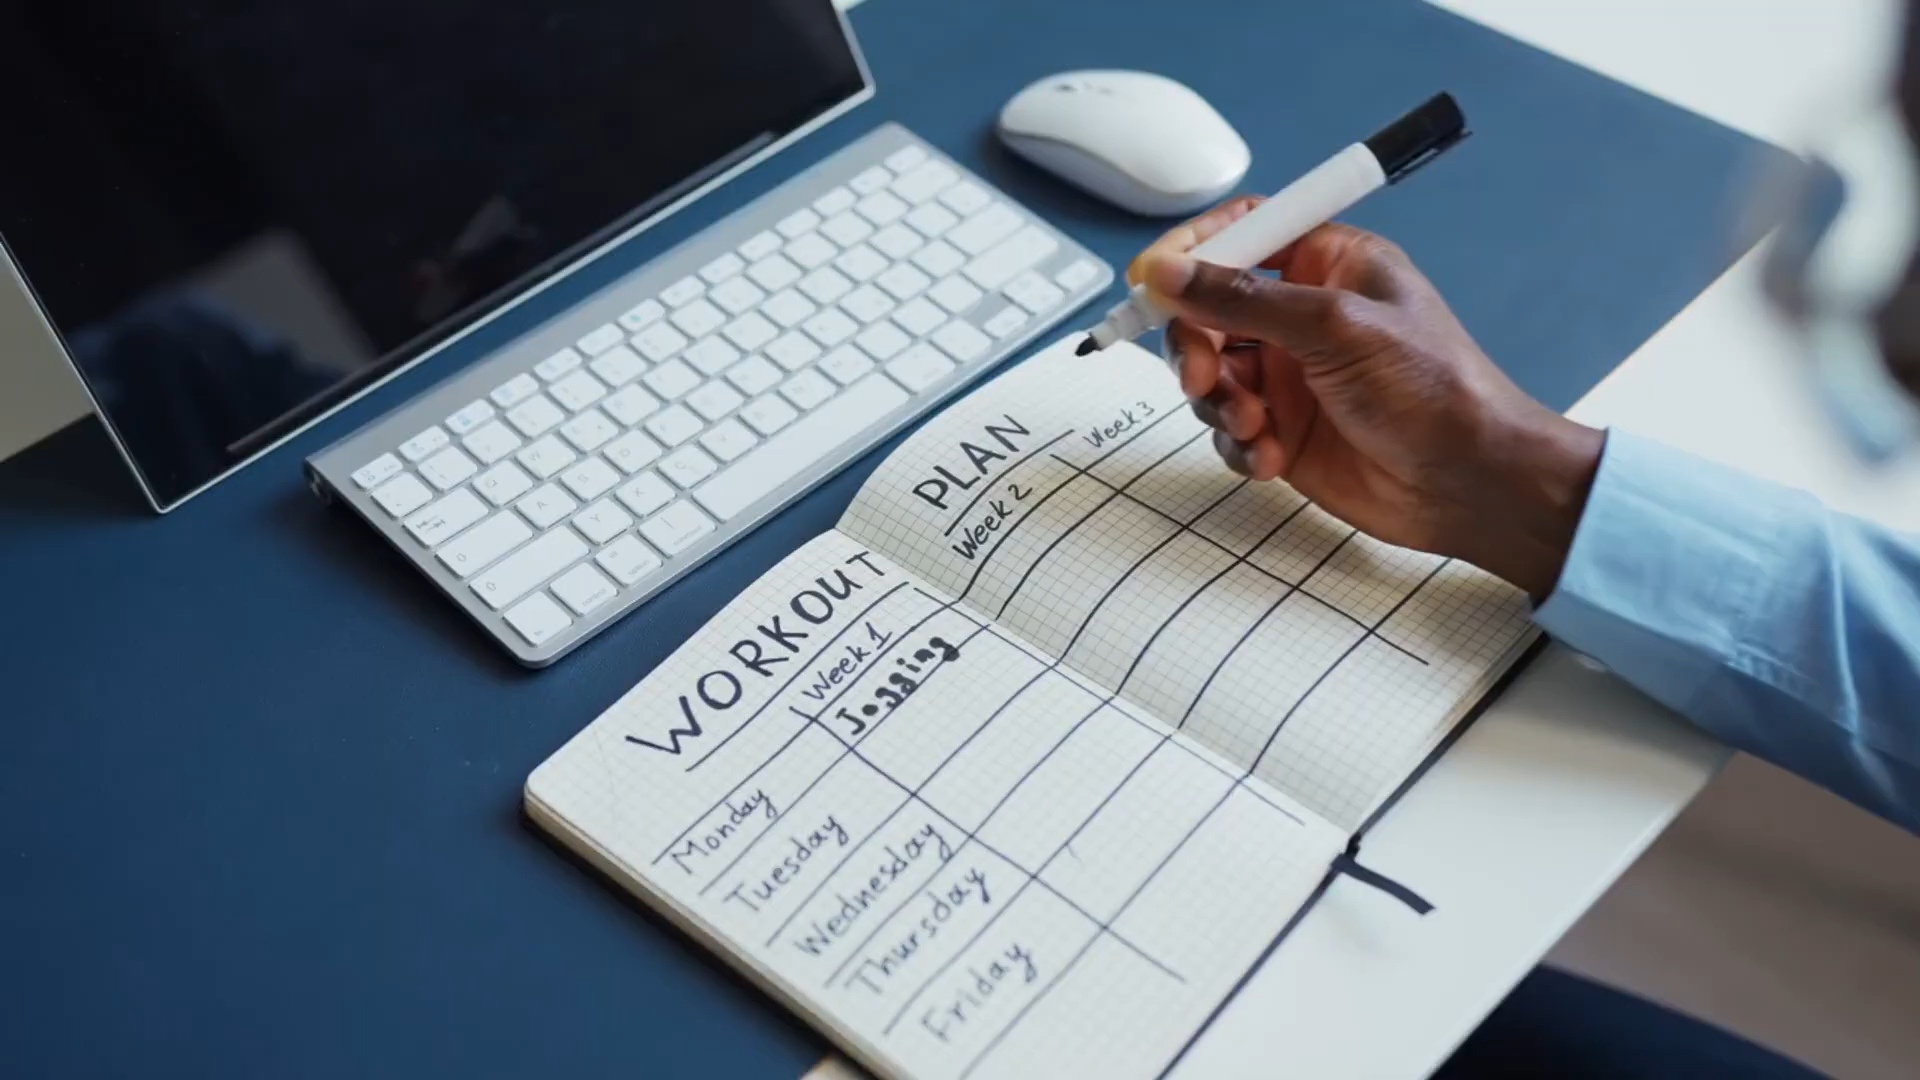 WORKOUT PLAN
Week 1 Week 2 Week 3
Monday Jogging
Tuesday
Wednesday
Thursday
Friday